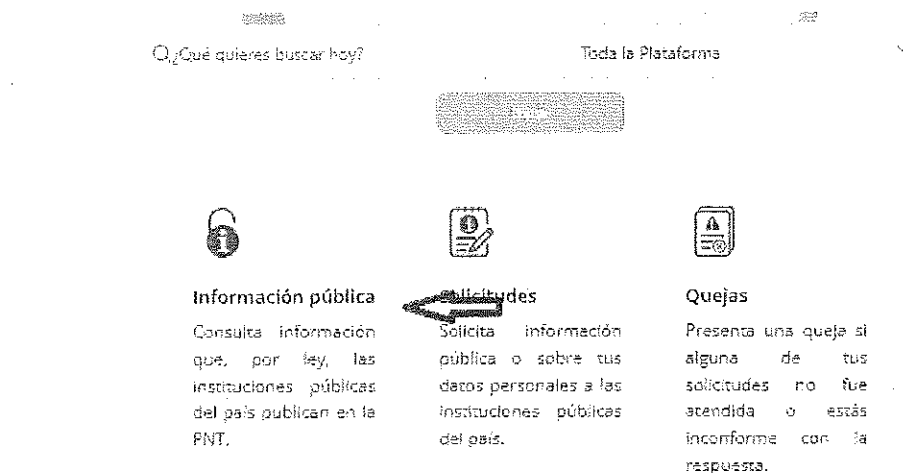 ¿Qué quieres buscar hoy?
Toda la Plataforma
Información pública
Consulta información
que, por ley, las
instituciones públicas
del país publican en la
PNT.
Solicitudes
Solicita información
pública o sobre tus
datos personales a las
instituciones públicas
del país.
Quejas
Presenta una queja si
alguna de tus
solicitudes no fue
atendida o estás
inconforme con la
respuesta.